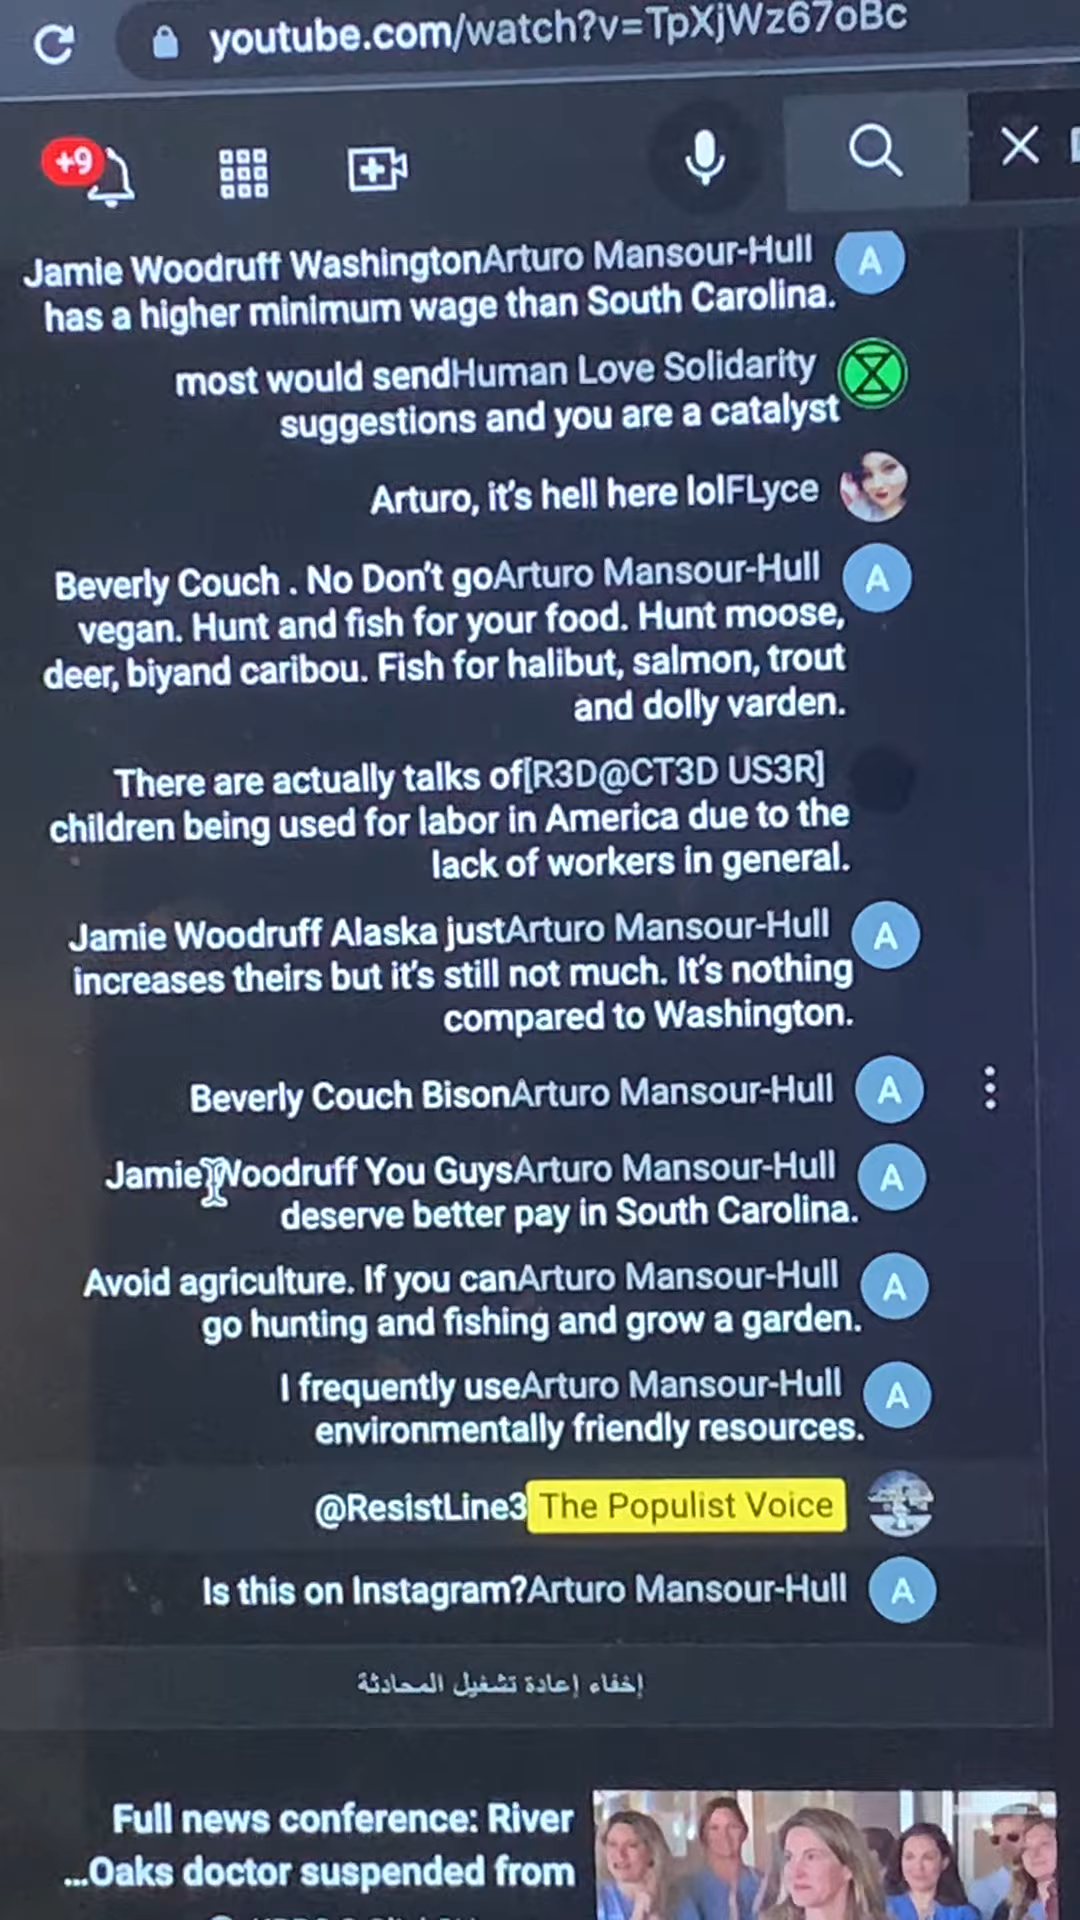 youtube.com/watch?v=TpXjWz67oBc
+9
Jamie Woodruff WashingtonArturo Mansour-Hull A
has a higher minimum wage than South Carolina.
most would sendHuman Love Solidarity
suggestions and you are a catalyst
Arturo, it's hell here lolFLyce
Beverly Couch . No Don't goArturo Mansour-Hull A
vegan. Hunt and fish for your food. Hunt moose,
deer, biyand caribou. Fish for halibut, salmon, trout
and dolly varden.
There are actually talks of[R3D@CT3D US3R]
children being used for labor in America due to the
lack of workers in general.
Jamie Woodruff Alaska justArturo Mansour-Hull A
increases theirs but it's still not much. It's nothing
compared to Washington.
Beverly Couch BisonArturo Mansour-Hull A
Jamie Woodruff You GuysArturo Mansour-Hull A
deserve better pay in South Carolina.
Avoid agriculture. If you canArturo Mansour-Hull A
go hunting and fishing and grow a garden.
I frequently useArturo Mansour-Hull A
environmentally friendly resources.
@ResistLine3 The Populist Voice
Is this on Instagram?Arturo Mansour-Hull A
إخفاء إعادة تشغيل المحادثة
Full news conference: River
...Oaks doctor suspended from